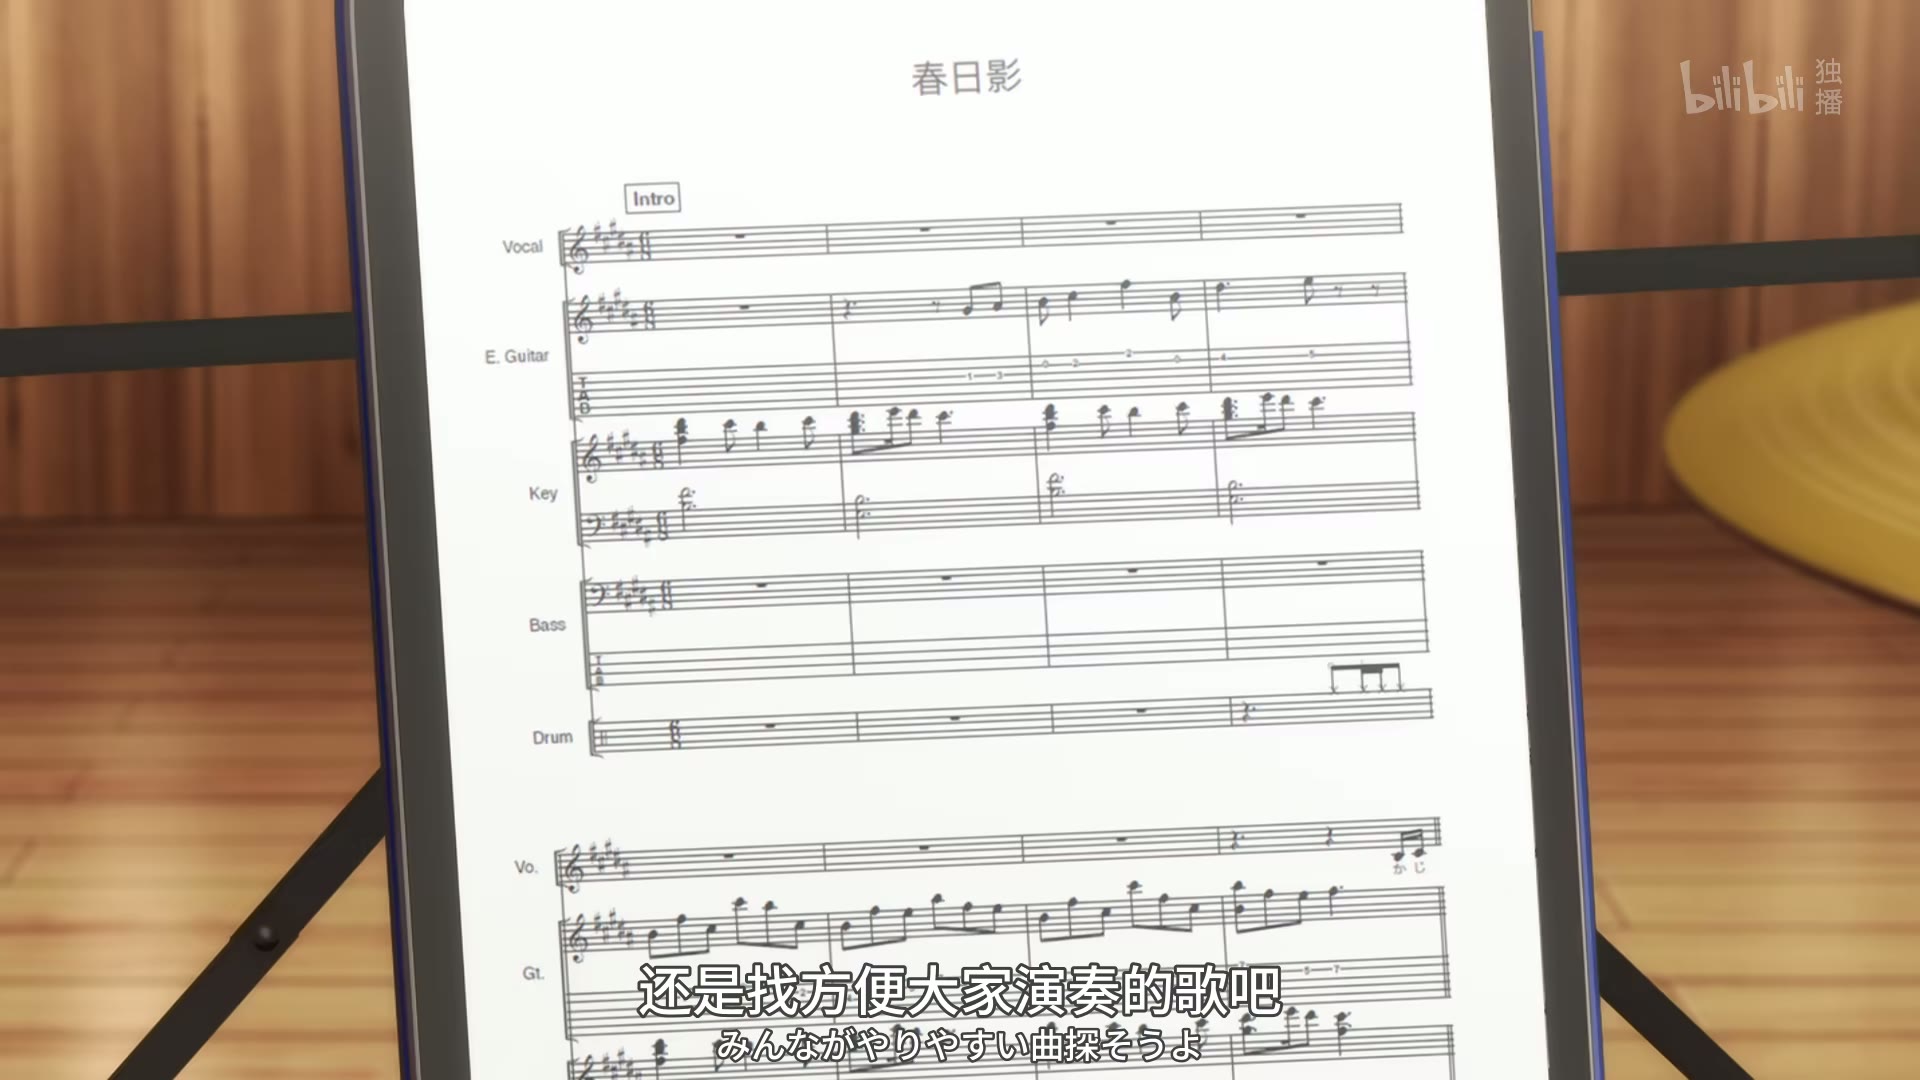 春日影
bilibili 独播
Intro
Vocal
E. Guitar
TAB
Key
Bass
TAB
Drum
Vo.
かじ
Gt.
还是找方便大家演奏的歌吧
みんながやりやすい曲探そうよ